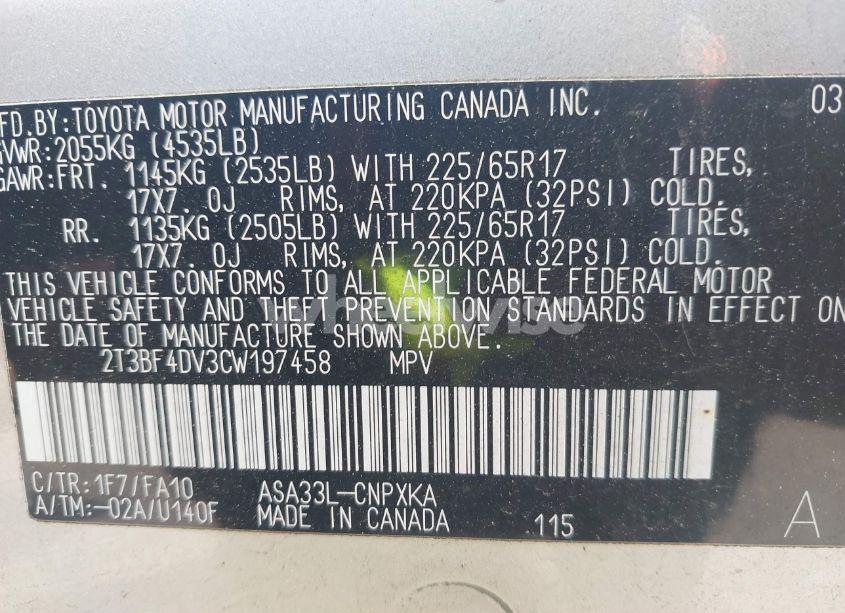 FD.BY:TOYOTA MOTOR MANUFACTURING CANADA INC. 03
GVWR:2055KG (4535LB)
GAWR:FRT. 1145KG (2535LB) WITH 225/65R17 TIRES,
17X7. 0J RIMS, AT 220KPA (32PSI) COLD.
RR. 1135KG (2505LB) WITH 225/65R17 TIRES,
17X7. 0J RIMS, AT 220KPA (32PSI) COLD.
THIS VEHICLE CONFORMS TO ALL APPLICABLE FEDERAL MOTOR
VEHICLE SAFETY AND THEFT PREVENTION STANDARDS IN EFFECT ON
THE DATE OF MANUFACTURE SHOWN ABOVE.
2T3BF4DV3CW197458 MPV
C/TR:1F7/FA10 ASA33L-CNPXKA
A/TM:-02A/U140F MADE IN CANADA 115 A